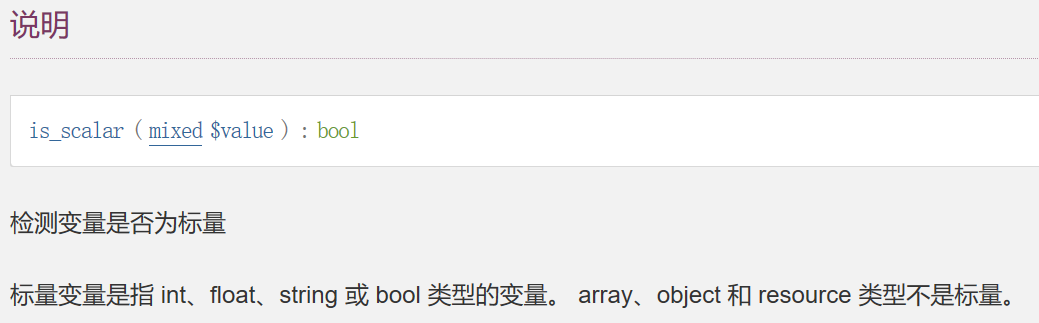 说明
is_scalar ( mixed $value ) : bool
检测变量是否为标量
标量变量是指 int、float、string 或 bool 类型的变量。 array、object 和 resource 类型不是标量。